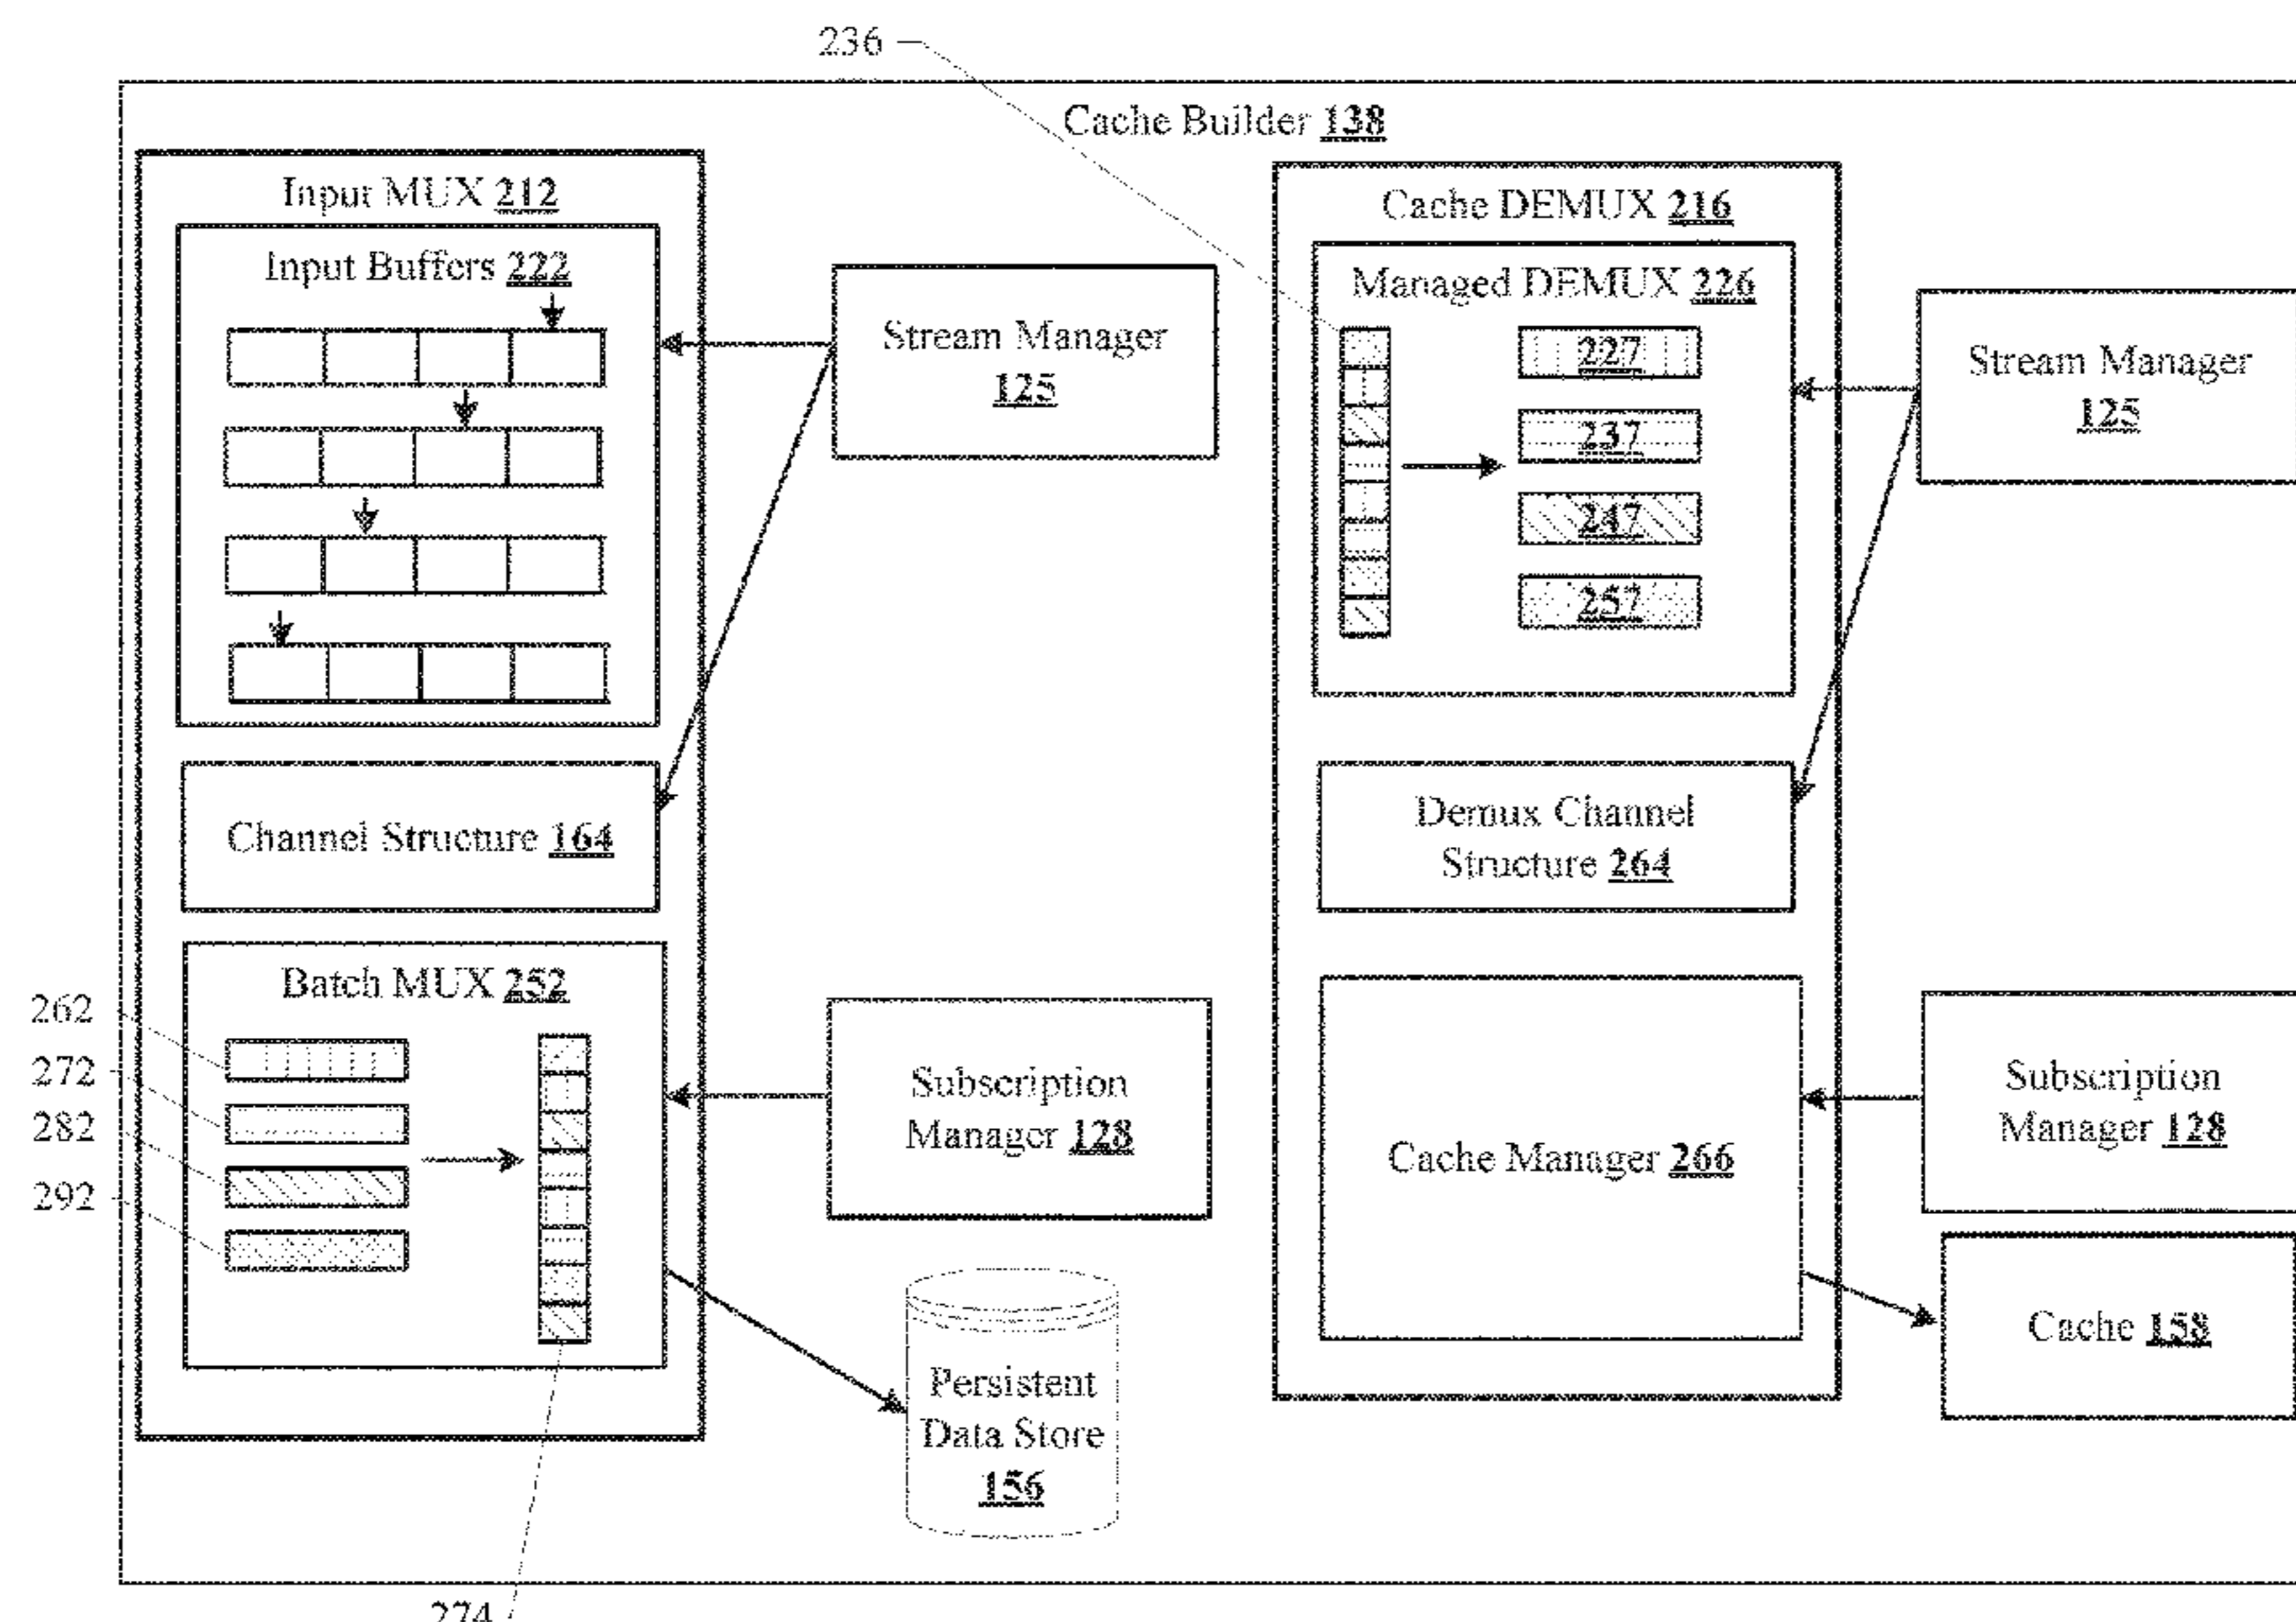 236
Cache Builder 138
Input MUX 212
Input Buffers 222
Stream Manager
125
Channel Structure 164
Batch MUX 252
262
272
282
292
274
Subscription
Manager 128
Persistent
Data Store
156
Cache DEMUX 216
Managed DEMUX 226
227
237
247
257
Stream Manager
125
Demux Channel
Structure 264
Cache Manager 266
Subscription
Manager 128
Cache 158